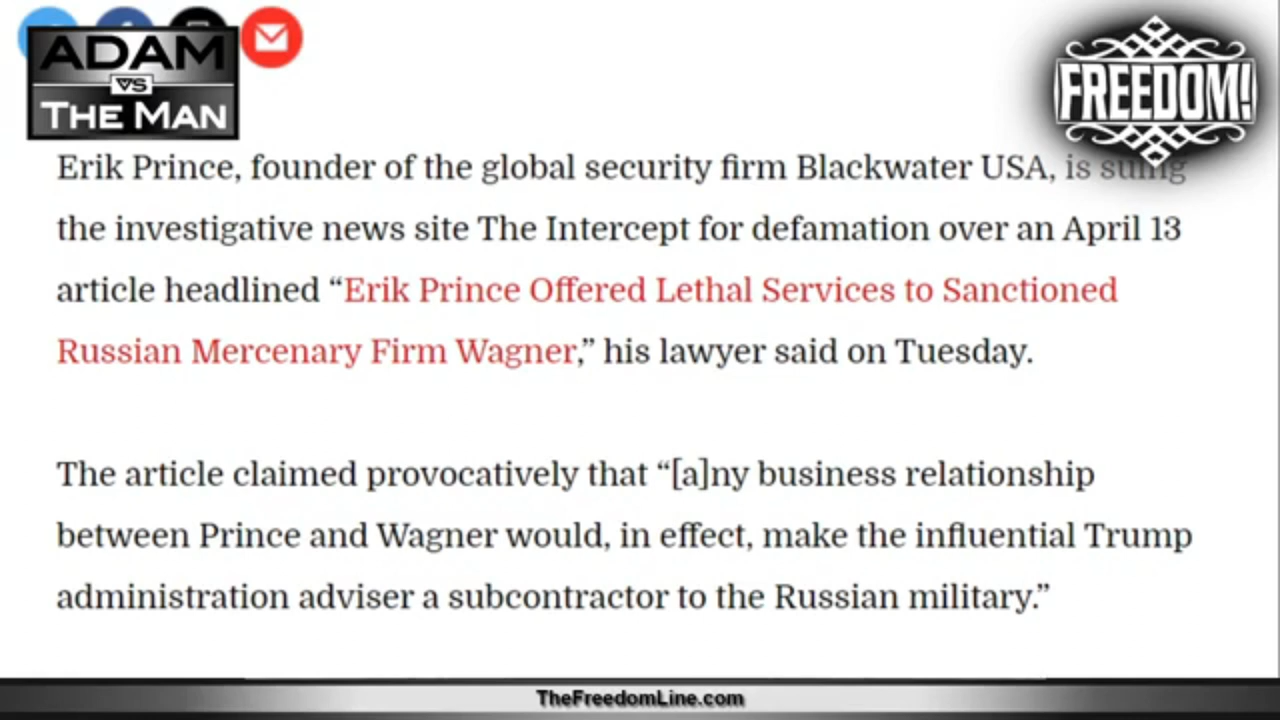 ADAM
VS
THE MAN
FREEDOM!
Erik Prince, founder of the global security firm Blackwater USA, is suing
the investigative news site The Intercept for defamation over an April 13
article headlined “Erik Prince Offered Lethal Services to Sanctioned
Russian Mercenary Firm Wagner,” his lawyer said on Tuesday.
The article claimed provocatively that “[a]ny business relationship
between Prince and Wagner would, in effect, make the influential Trump
administration adviser a subcontractor to the Russian military.”
TheFreedomLine.com